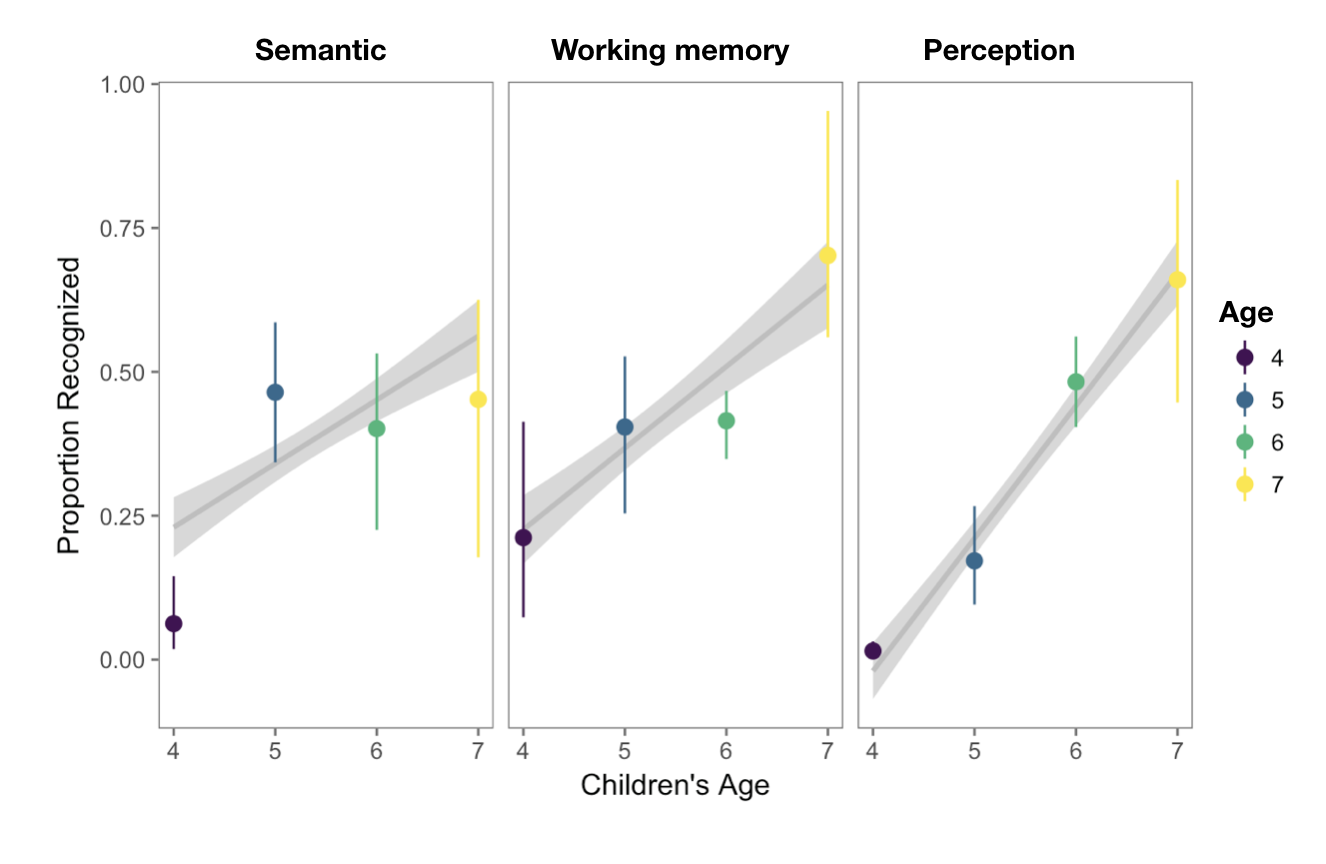 Semantic
Working memory
Perception
1.00
0.75
0.50
0.25
0.00
Proportion Recognized
4 5 6 7
4 5 6 7
4 5 6 7
Children's Age
Age
4
5
6
7